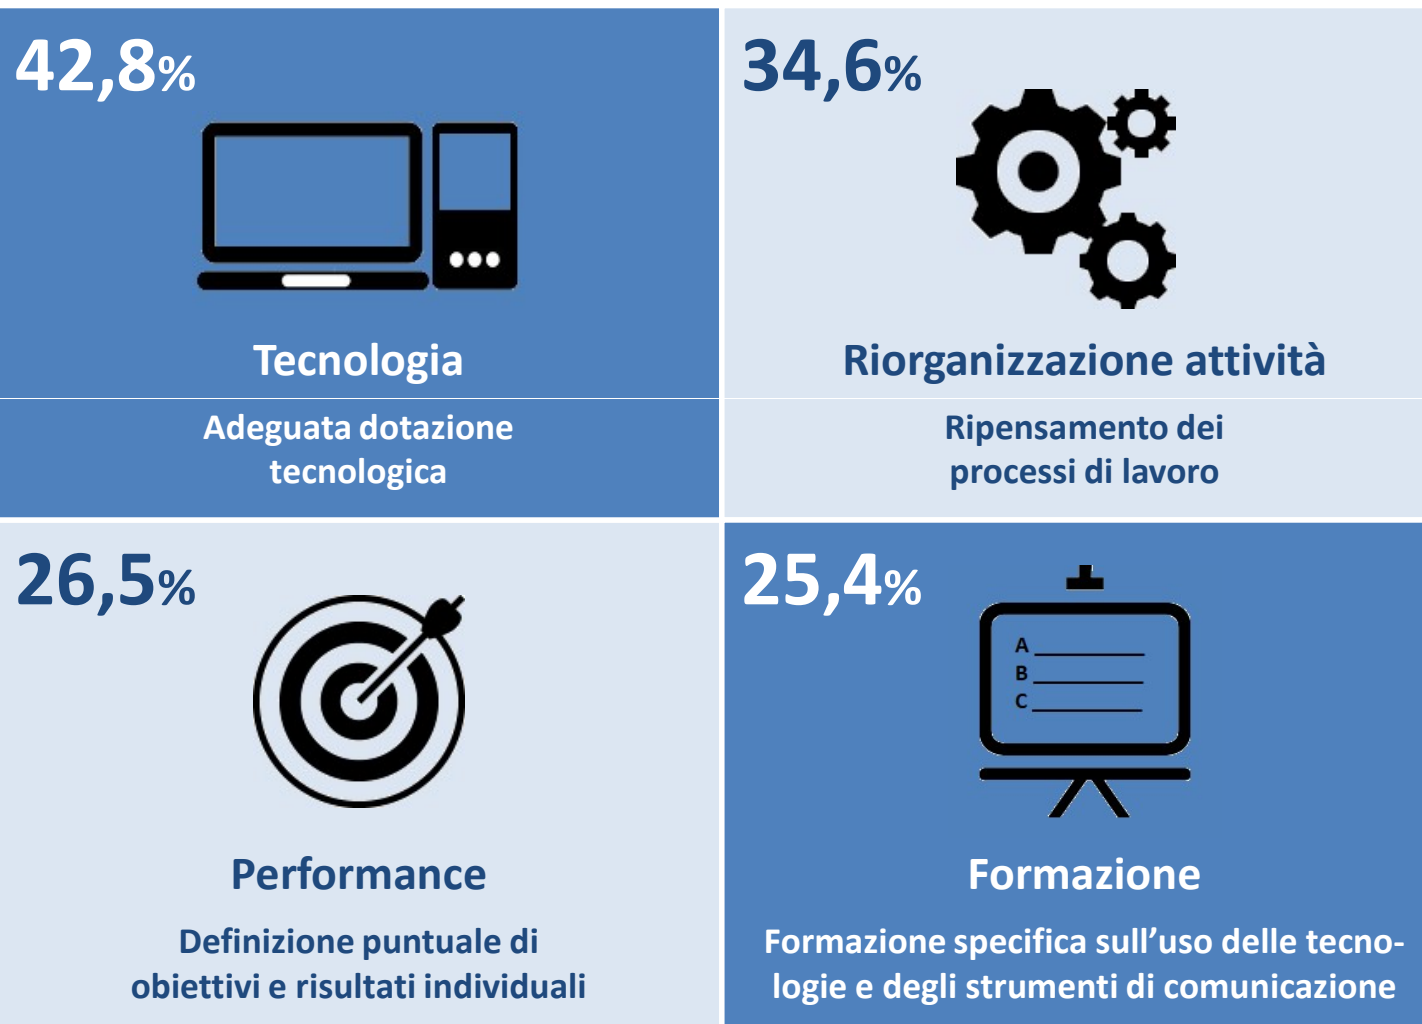 42,8%
Tecnologia
Adeguata dotazione
tecnologica
34,6%
Riorganizzazione attività
Ripensamento dei
processi di lavoro
26,5%
Performance
Definizione puntuale di
obiettivi e risultati individuali
25,4%
A
B
C
Formazione
Formazione specifica sull’uso delle tecno-
logie e degli strumenti di comunicazione